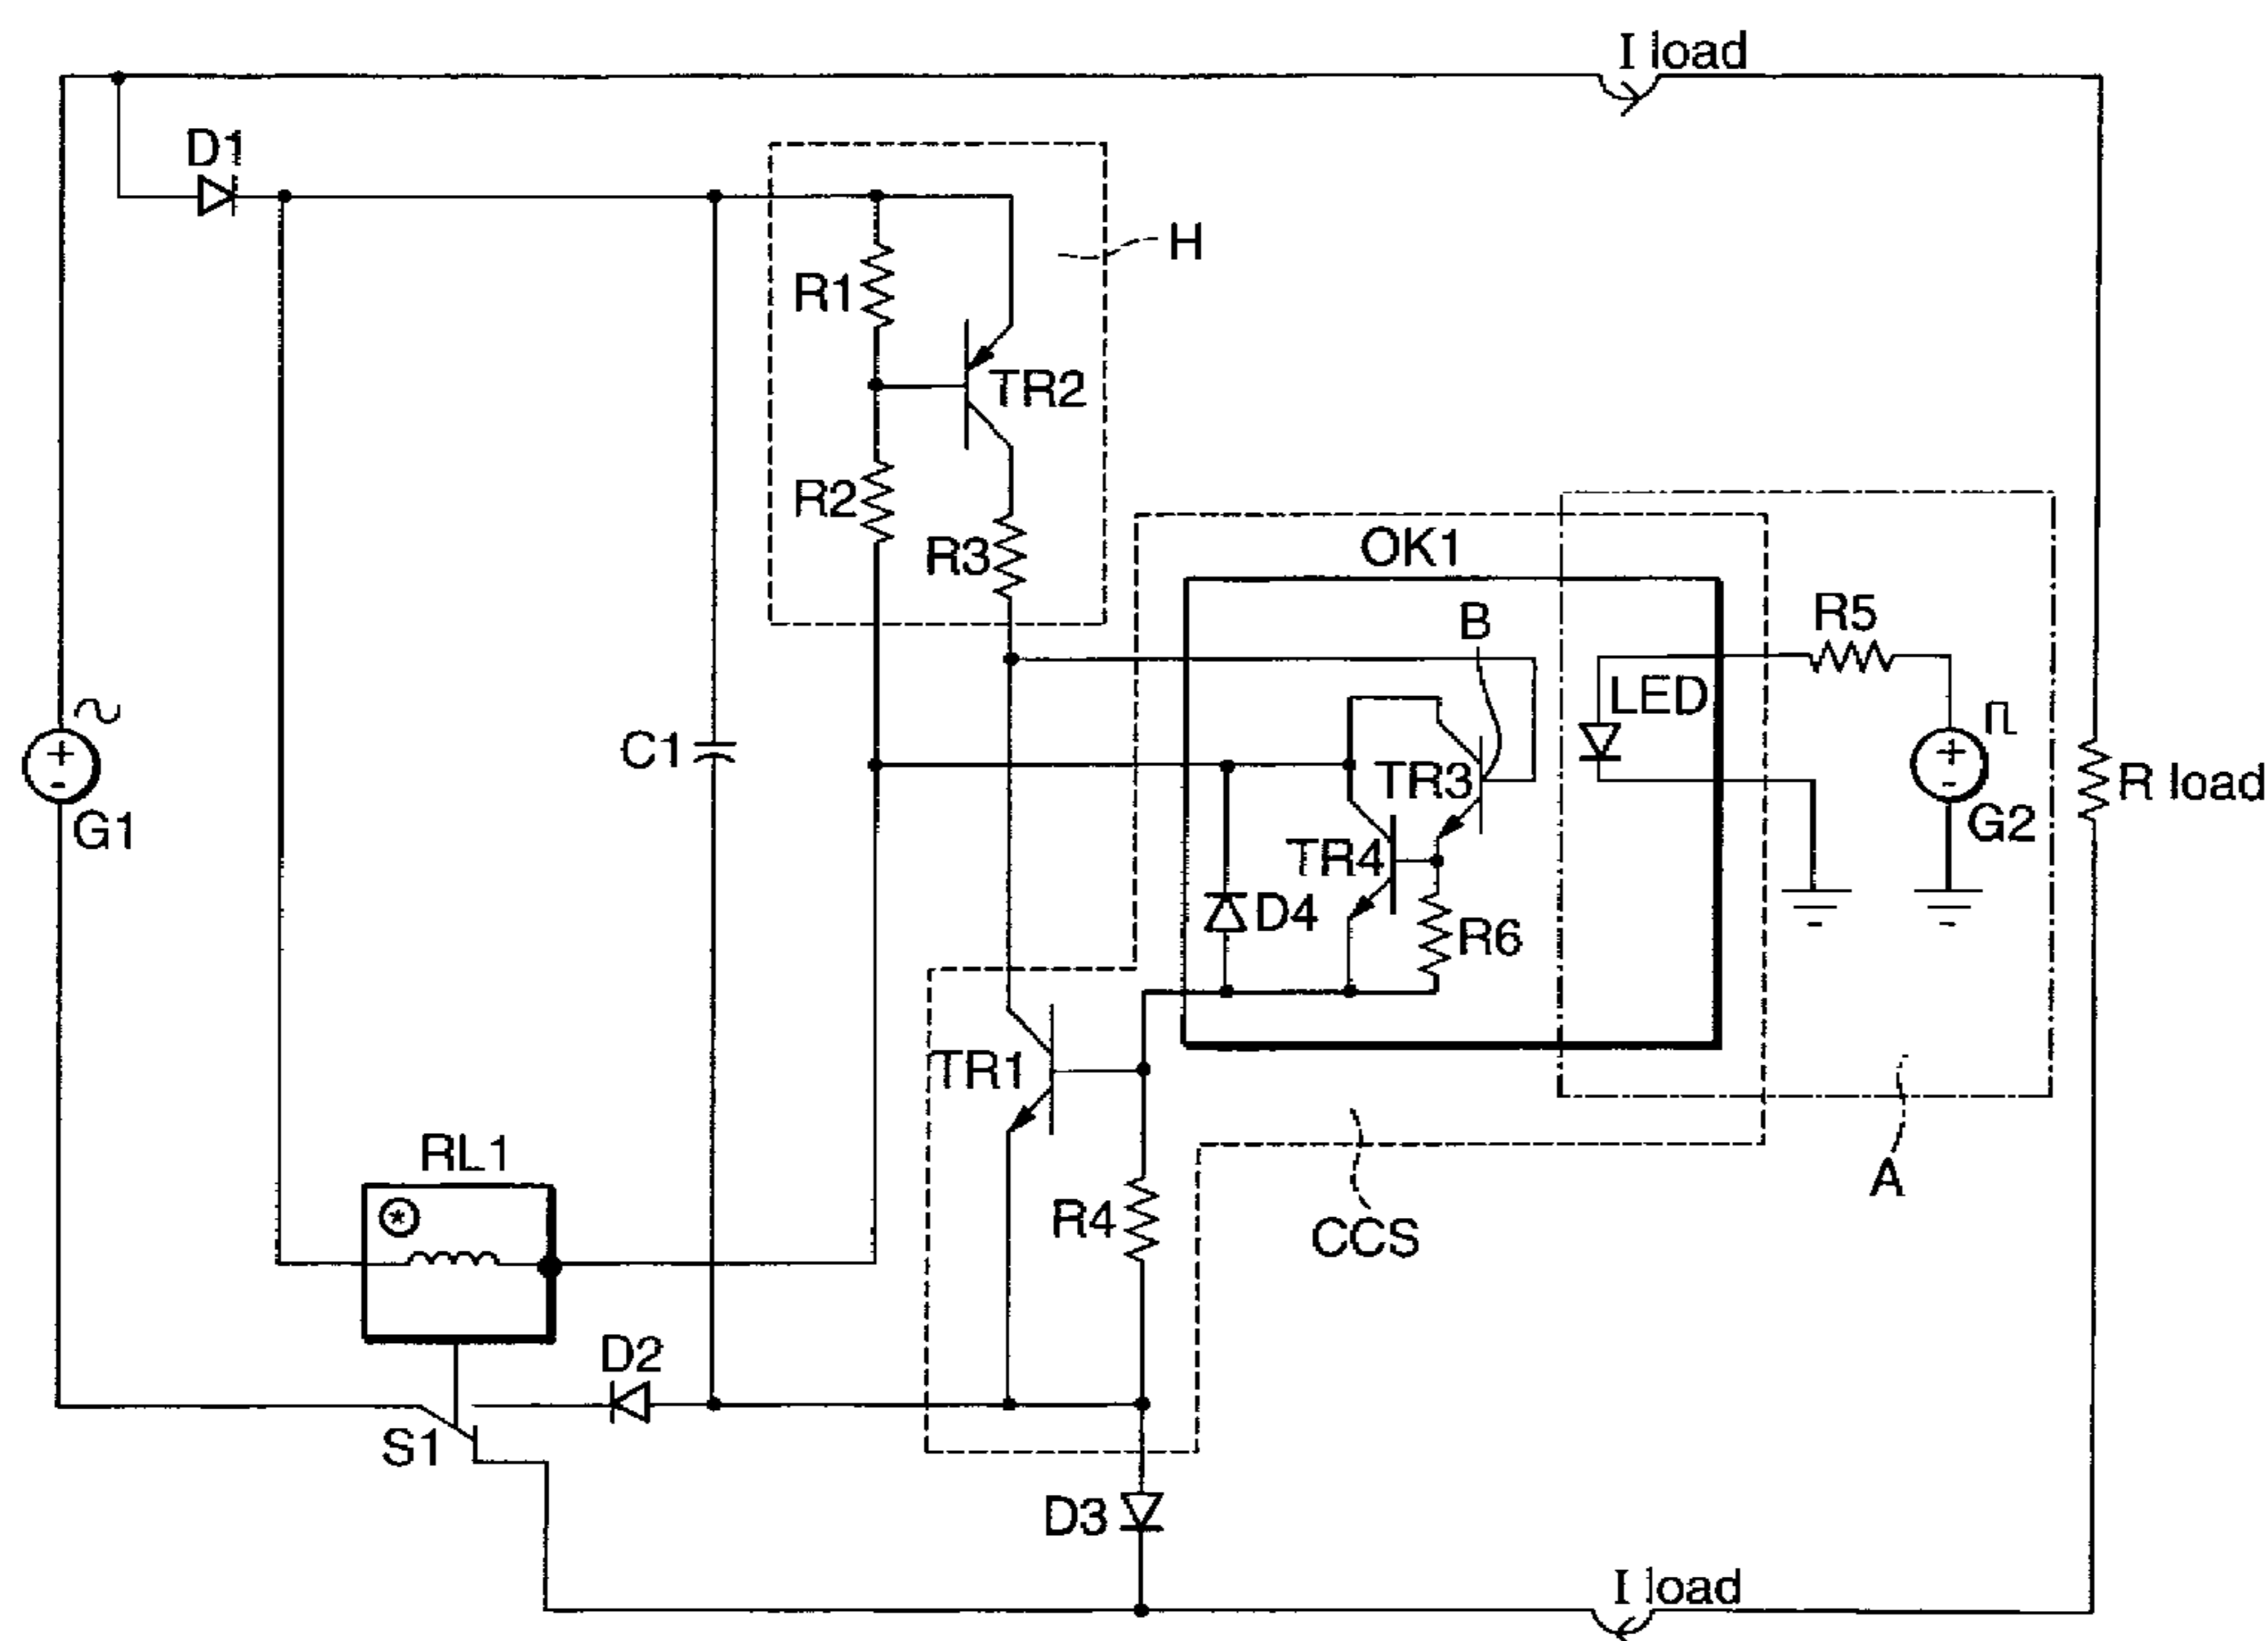 I load
D1
H
R1
TR2
R2
R3
OK1
B
R5
LED
C1
TR3
R load
G1
+
-
G2
+
-
TR4
D4
R6
TR1
RL1
*
R4
CCS
A
D2
S1
D3
I load